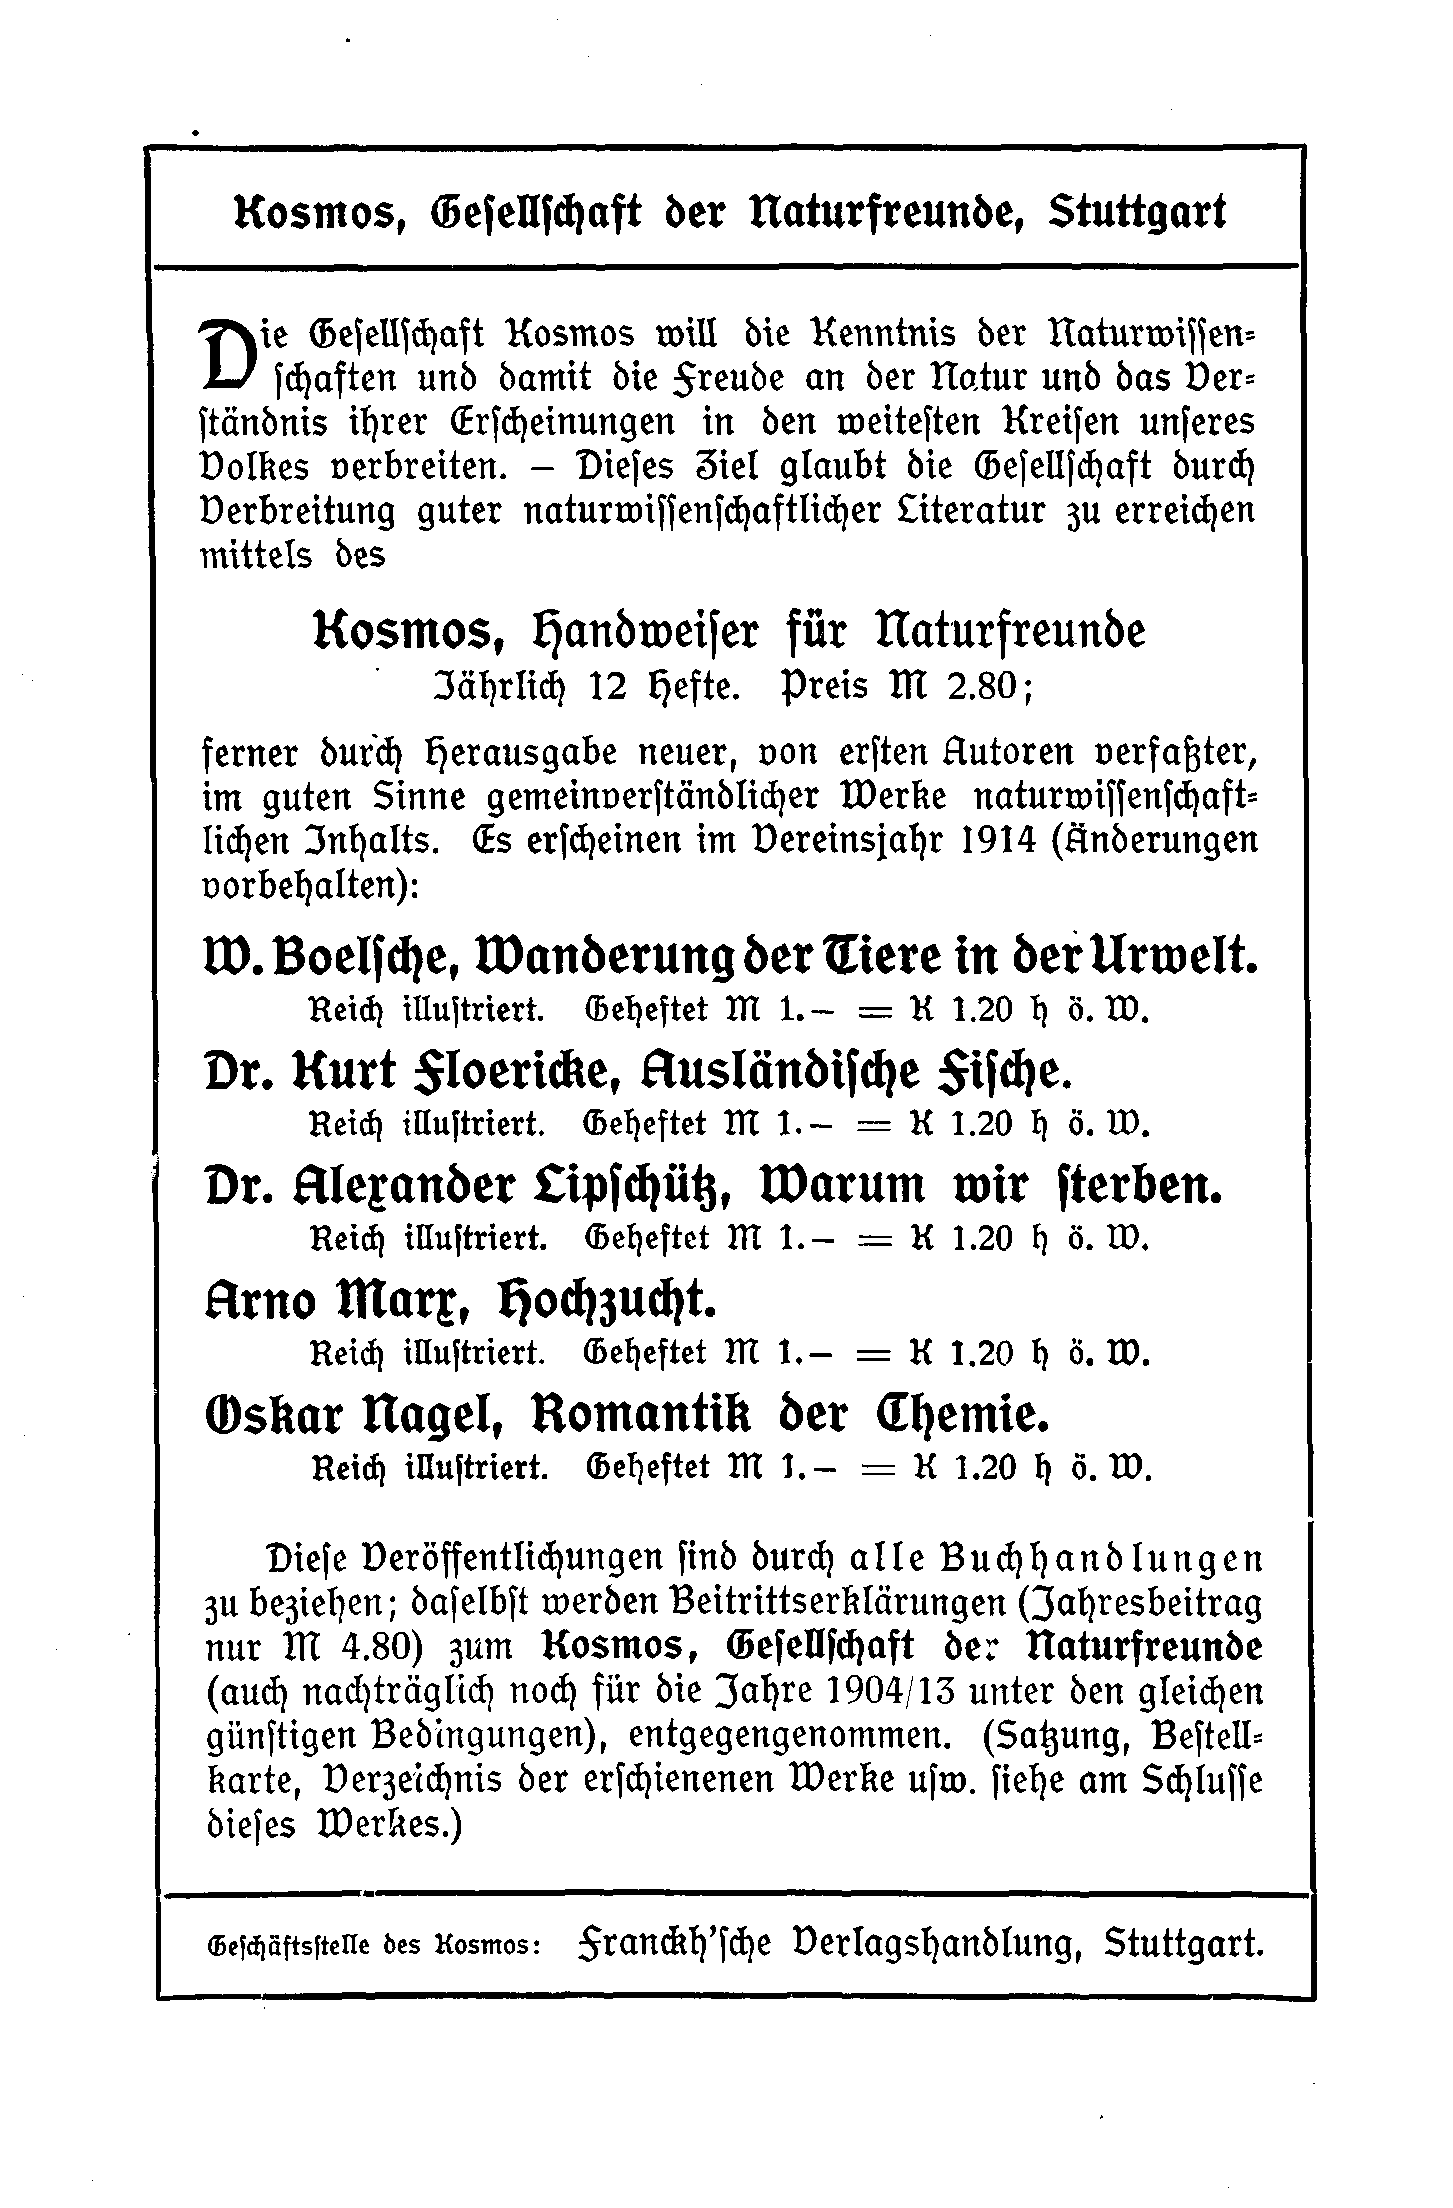 Kosmos, Geſellſchaft der Naturfreunde, Stuttgart
Die Geſellſchaft Kosmos will die Kenntnis der Naturwiſſen-
ſchaften und damit die Freude an der Natur und das Ver-
ſtändnis ihrer Erſcheinungen in den weiteſten Kreiſen unſeres
Volkes verbreiten. – Dieſes Ziel glaubt die Geſellſchaft durch
Verbreitung guter naturwiſſenſchaftlicher Literatur zu erreichen
mittels des
Kosmos, Handweiſer für Naturfreunde
Jährlich 12 Hefte. Preis M 2.80;
ferner durch Herausgabe neuer, von erſten Autoren verfaßter,
im guten Sinne gemeinverſtändlicher Werke naturwiſſenſchaft-
lichen Inhalts. Es erſcheinen im Vereinsjahr 1914 (Änderungen
vorbehalten):
W. Boelſche, Wanderung der Tiere in der Urwelt.
Reich illuſtriert. Geheftet M 1.– = K 1.20 h ö. W.
Dr. Kurt Floericke, Ausländiſche Fiſche.
Reich illuſtriert. Geheftet M 1.– = K 1.20 h ö. W.
Dr. Alexander Lipſchütz, Warum wir ſterben.
Reich illuſtriert. Geheftet M 1.– = K 1.20 h ö. W.
Arno Marx, Hochzucht.
Reich illuſtriert. Geheftet M 1.– = K 1.20 h ö. W.
Oskar Nagel, Romantik der Chemie.
Reich illuſtriert. Geheftet M 1.– = K 1.20 h ö. W.
Dieſe Veröffentlichungen ſind durch alle Buchhandlungen
zu beziehen; daſelbſt werden Beitrittserklärungen (Jahresbeitrag
nur M 4.80) zum Kosmos, Geſellſchaft der Naturfreunde
(auch nachträglich noch für die Jahre 1904/13 unter den gleichen
günſtigen Bedingungen), entgegengenommen. (Satzung, Beſtell-
karte, Verzeichnis der erſchienenen Werke uſw. ſiehe am Schluſſe
dieſes Werkes.)
Geſchäftsſtelle des Kosmos: Franckh’ſche Verlagshandlung, Stuttgart.